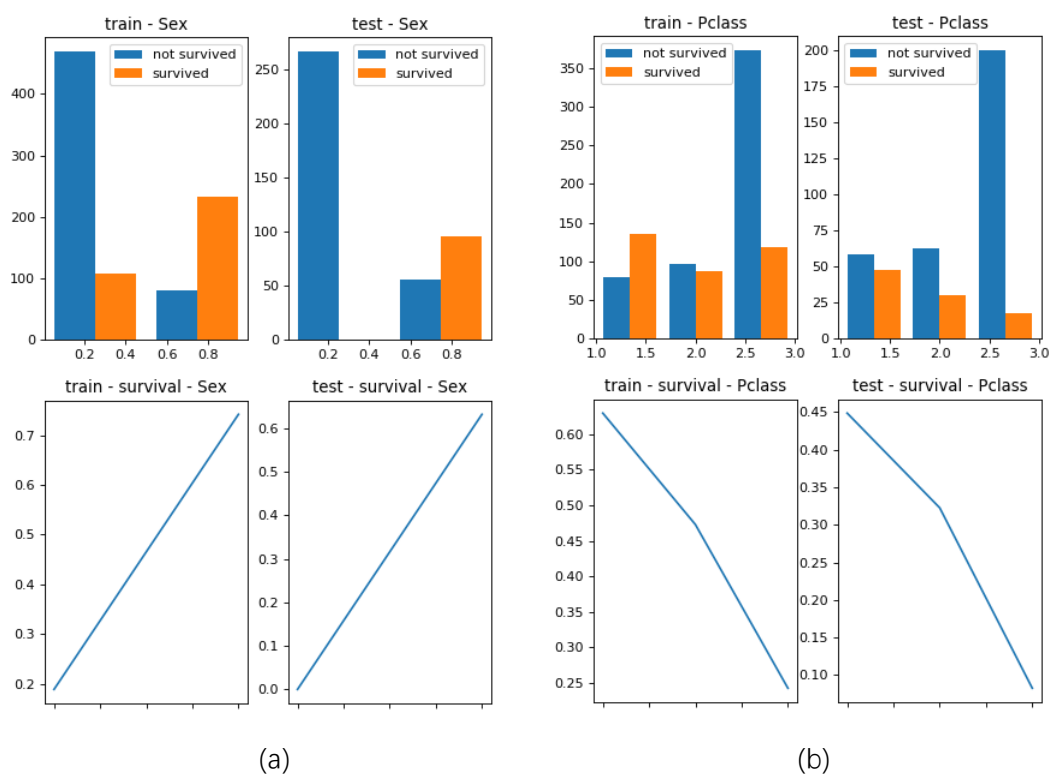 train - Sex
test - Sex
train - Pclass
test - Pclass
not survived
survived
not survived
survived
not survived
survived
not survived
survived
400
300
200
100
0
0.2 0.4 0.6 0.8
250
200
150
100
50
0
0.2 0.4 0.6 0.8
350
300
250
200
150
100
50
0
1.0 1.5 2.0 2.5 3.0
200
175
150
125
100
75
50
25
0
1.0 1.5 2.0 2.5 3.0
train - survival - Sex
test - survival - Sex
train - survival - Pclass
test - survival - Pclass
0.7
0.6
0.5
0.4
0.3
0.2
0.6
0.5
0.4
0.3
0.2
0.1
0.0
0.60
0.55
0.50
0.45
0.40
0.35
0.30
0.25
0.45
0.40
0.35
0.30
0.25
0.20
0.15
0.10
(a)
(b)